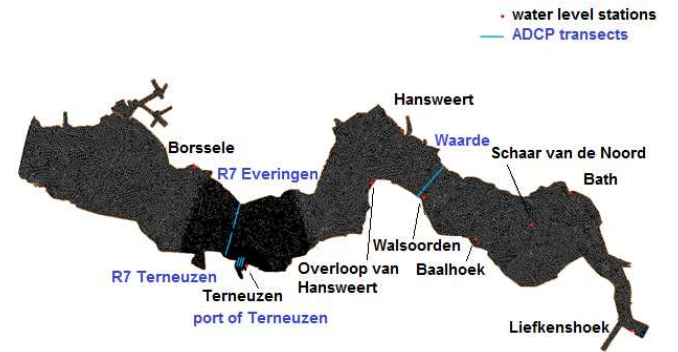 water level stations
ADCP transects
Hansweert
Borssele
Waarde
Schaar van de Noord
R7 Everingen
Bath
Walsoorden
Baalhoek
Overloop van
Hansweert
R7 Terneuzen
Terneuzen
port of Terneuzen
Liefkenshoek